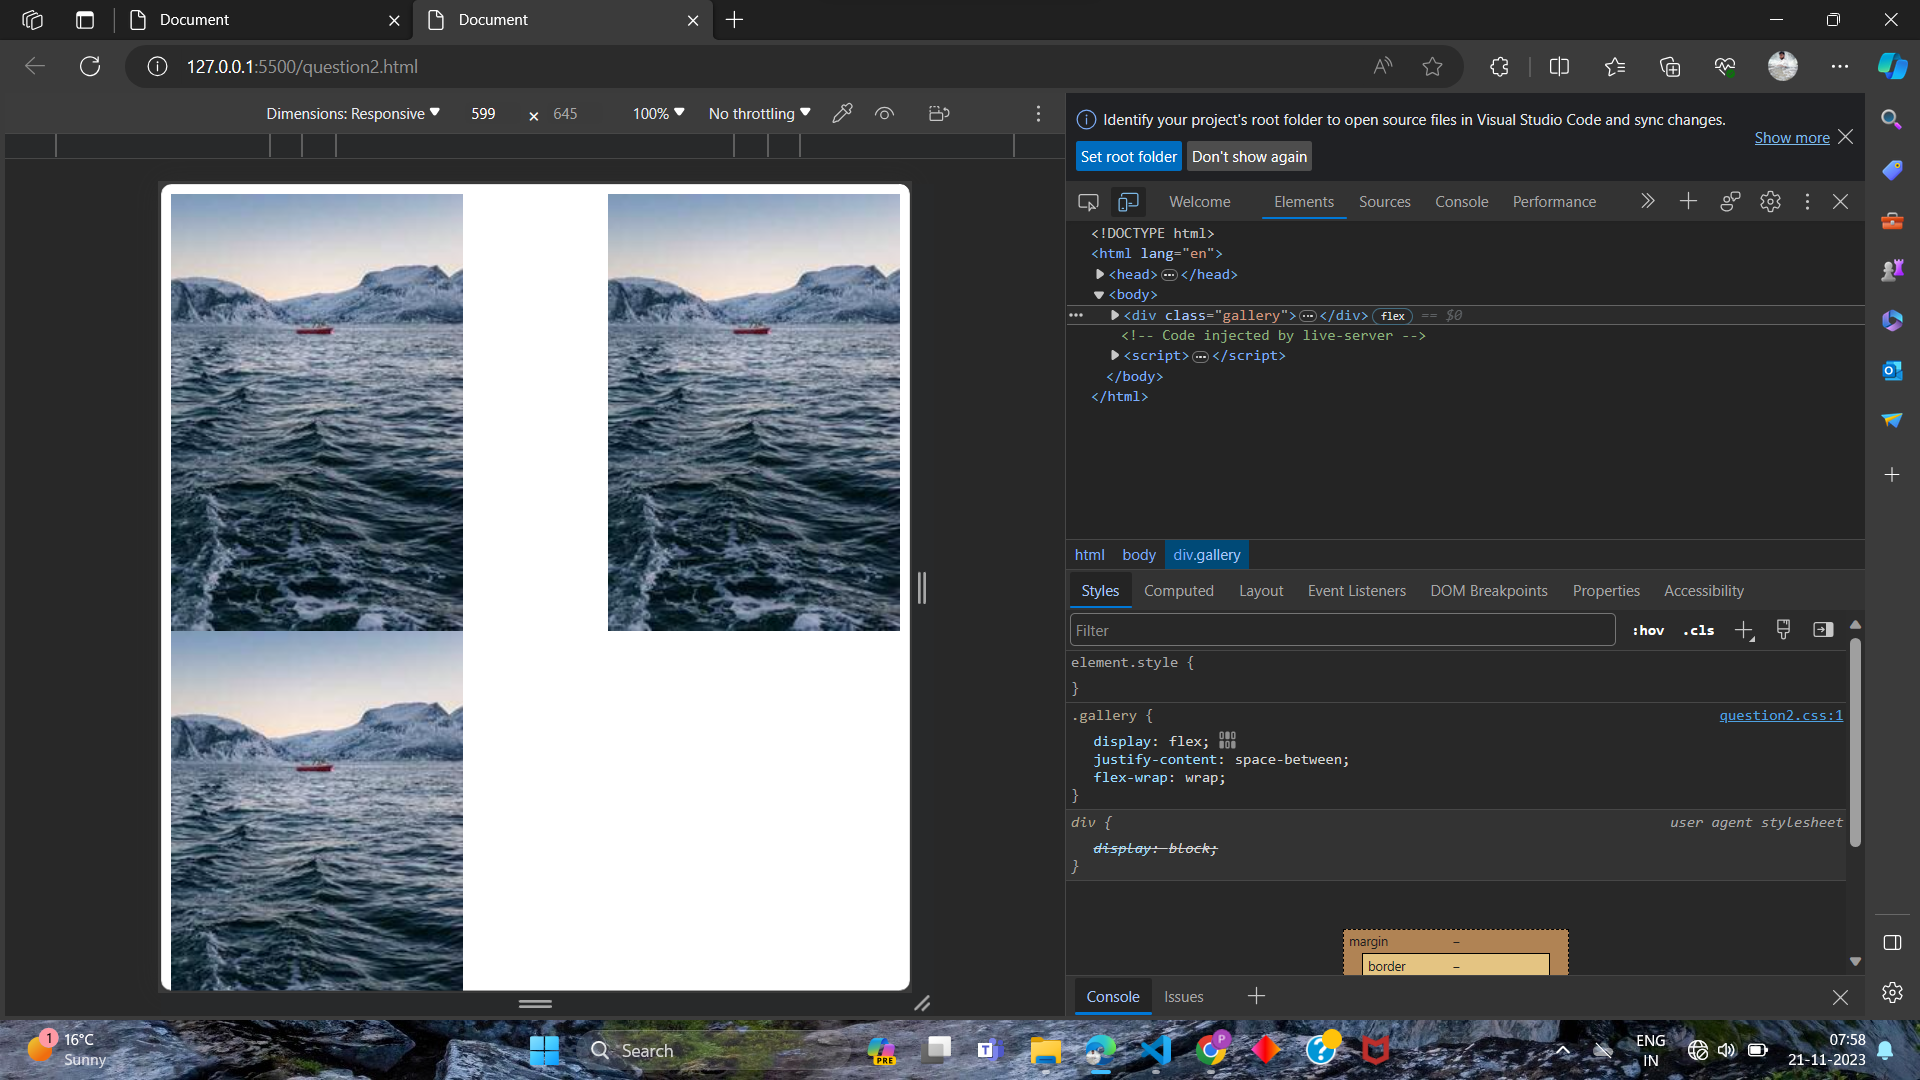 Document
Document
127.0.0.1:5500/question2.html
Dimensions: Responsive 599 × 645 100% No throttling
Identify your project's root folder to open source files in Visual Studio Code and sync changes.
Show more
Set root folder Don't show again
Welcome Elements Sources Console Performance
<!DOCTYPE html>
<html lang="en">
<head>…</head>
<body>
<div class="gallery">…</div> flex == $0
<!-- Code injected by live-server -->
<script>…</script>
</body>
</html>
html body div.gallery
Styles Computed Layout Event Listeners DOM Breakpoints Properties Accessibility
Filter :hov .cls
element.style {
}
.gallery { question2.css:1
display: flex;
justify-content: space-between;
flex-wrap: wrap;
}
div { user agent stylesheet
display: block;
}
margin –
border –
Console Issues
1 16°C
Sunny
Search
PRE
T
P
ENG
IN
07:58
21-11-2023